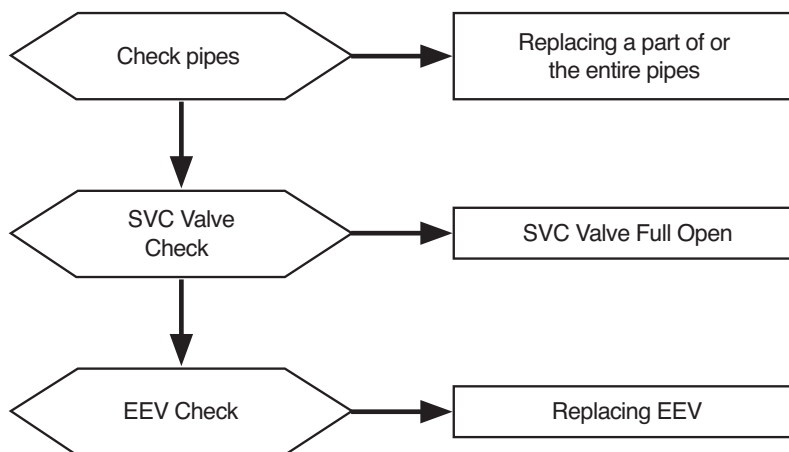 Check pipes
Replacing a part of or
the entire pipes
SVC Valve
Check
SVC Valve Full Open
EEV Check
Replacing EEV